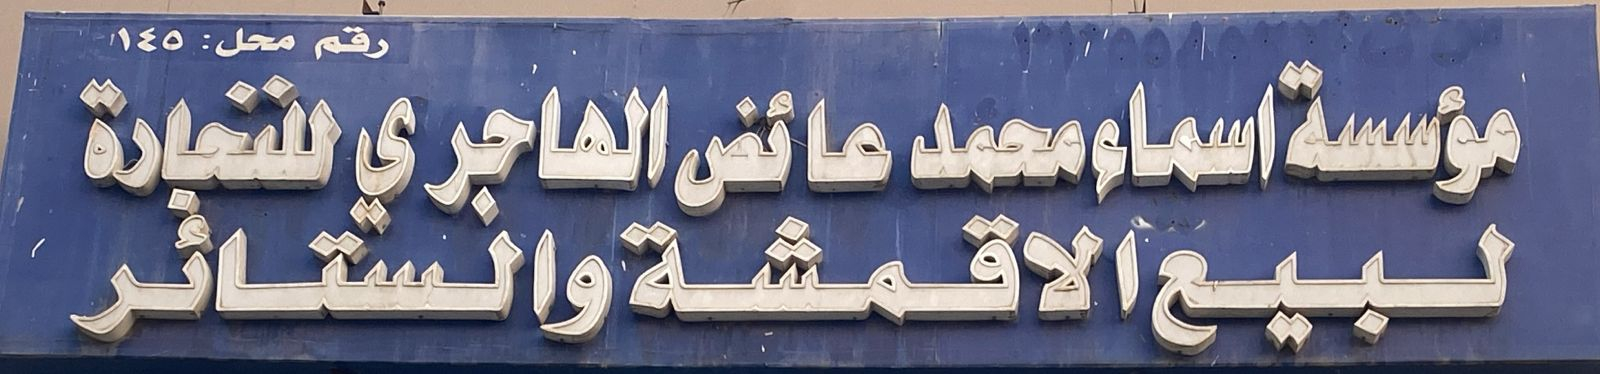 رقم محل: ١٤٥
مؤسسة اسماء محمد عائض الهاجري للتجارة
لبيع الاقمشة والستائر